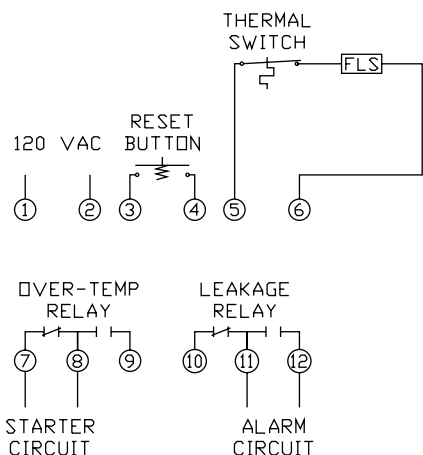 THERMAL
SWITCH
FLS
RESET
BUTTON
120 VAC
1 2 3 4 5 6
OVER-TEMP
RELAY
LEAKAGE
RELAY
7 8 9 10 11 12
STARTER
CIRCUIT
ALARM
CIRCUIT